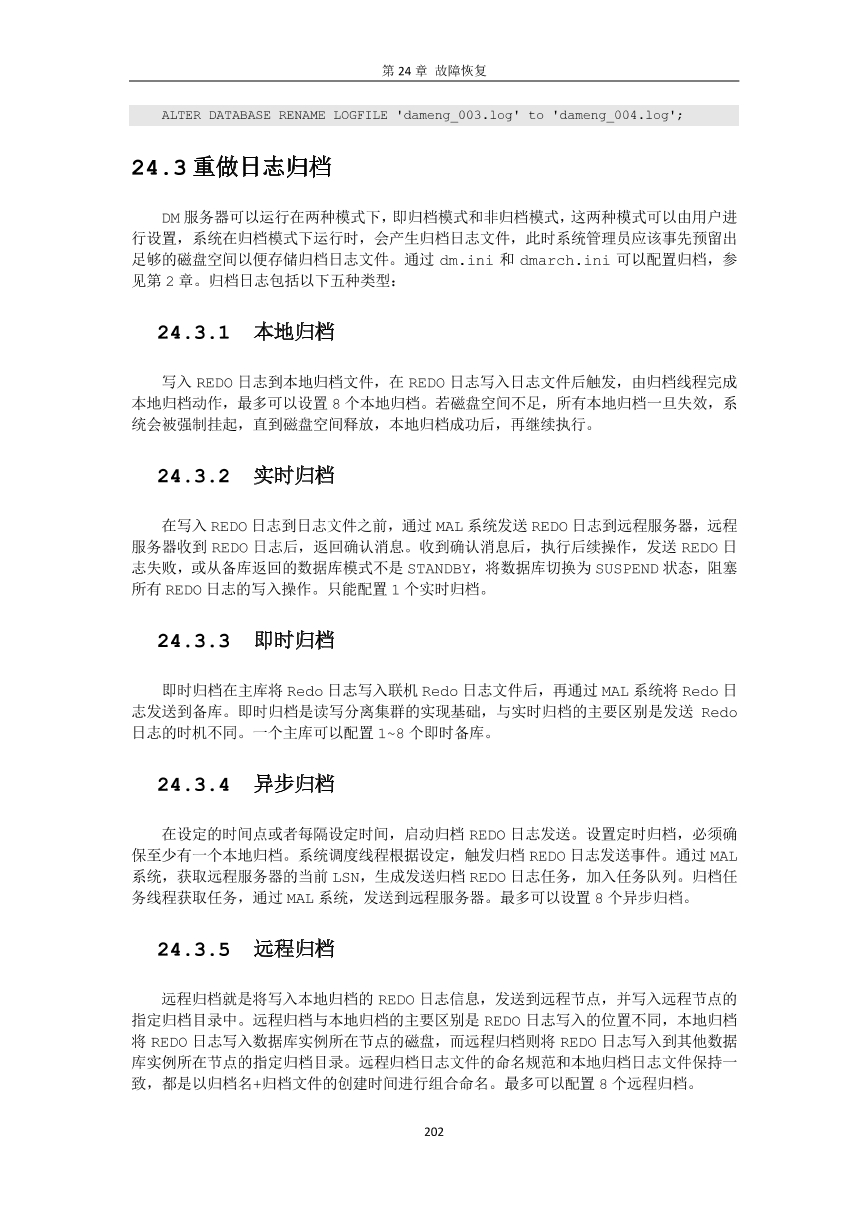 第 24 章 故障恢复
ALTER DATABASE RENAME LOGFILE 'dameng_003.log' to 'dameng_004.log';
24.3 重做日志归档
DM 服务器可以运行在两种模式下，即归档模式和非归档模式，这两种模式可以由用户进
行设置，系统在归档模式下运行时，会产生归档日志文件，此时系统管理员应该事先预留出
足够的磁盘空间以便存储归档日志文件。通过 dm.ini 和 dmarch.ini 可以配置归档，参
见第 2 章。归档日志包括以下五种类型：
24.3.1 本地归档
写入 REDO 日志到本地归档文件，在 REDO 日志写入日志文件后触发，由归档线程完成
本地归档动作，最多可以设置 8 个本地归档。若磁盘空间不足，所有本地归档一旦失效，系
统会被强制挂起，直到磁盘空间释放，本地归档成功后，再继续执行。
24.3.2 实时归档
在写入 REDO 日志到日志文件之前，通过 MAL 系统发送 REDO 日志到远程服务器，远程
服务器收到 REDO 日志后，返回确认消息。收到确认消息后，执行后续操作，发送 REDO 日
志失败，或从备库返回的数据库模式不是 STANDBY，将数据库切换为 SUSPEND 状态，阻塞
所有 REDO 日志的写入操作。只能配置 1 个实时归档。
24.3.3 即时归档
即时归档在主库将 Redo 日志写入联机 Redo 日志文件后，再通过 MAL 系统将 Redo 日
志发送到备库。即时归档是读写分离集群的实现基础，与实时归档的主要区别是发送 Redo
日志的时机不同。一个主库可以配置 1~8 个即时备库。
24.3.4 异步归档
在设定的时间点或者每隔设定时间，启动归档 REDO 日志发送。设置定时归档，必须确
保至少有一个本地归档。系统调度线程根据设定，触发归档 REDO 日志发送事件。通过 MAL
系统，获取远程服务器的当前 LSN，生成发送归档 REDO 日志任务，加入任务队列。归档任
务线程获取任务，通过 MAL 系统，发送到远程服务器。最多可以设置 8 个异步归档。
24.3.5 远程归档
远程归档就是将写入本地归档的 REDO 日志信息，发送到远程节点，并写入远程节点的
指定归档目录中。远程归档与本地归档的主要区别是 REDO 日志写入的位置不同，本地归档
将 REDO 日志写入数据库实例所在节点的磁盘，而远程归档则将 REDO 日志写入到其他数据
库实例所在节点的指定归档目录。远程归档日志文件的命名规范和本地归档日志文件保持一
致，都是以归档名+归档文件的创建时间进行组合命名。最多可以配置 8 个远程归档。
202